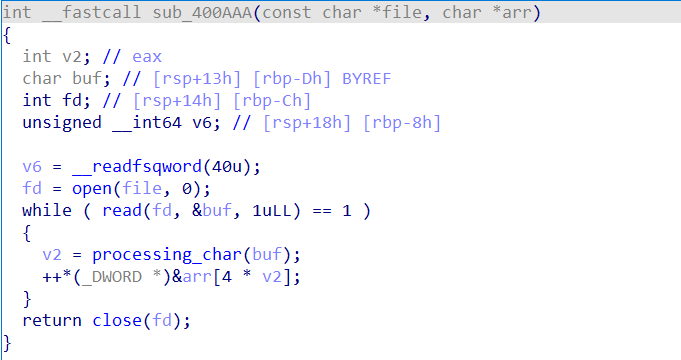 int __fastcall sub_400AAA(const char *file, char *arr)
{
  int v2; // eax
  char buf; // [rsp+13h] [rbp-Dh] BYREF
  int fd; // [rsp+14h] [rbp-Ch]
  unsigned __int64 v6; // [rsp+18h] [rbp-8h]

  v6 = __readfsqword(40u);
  fd = open(file, 0);
  while ( read(fd, &buf, 1uLL) == 1 )
  {
    v2 = processing_char(buf);
    ++*(_DWORD *)&arr[4 * v2];
  }
  return close(fd);
}